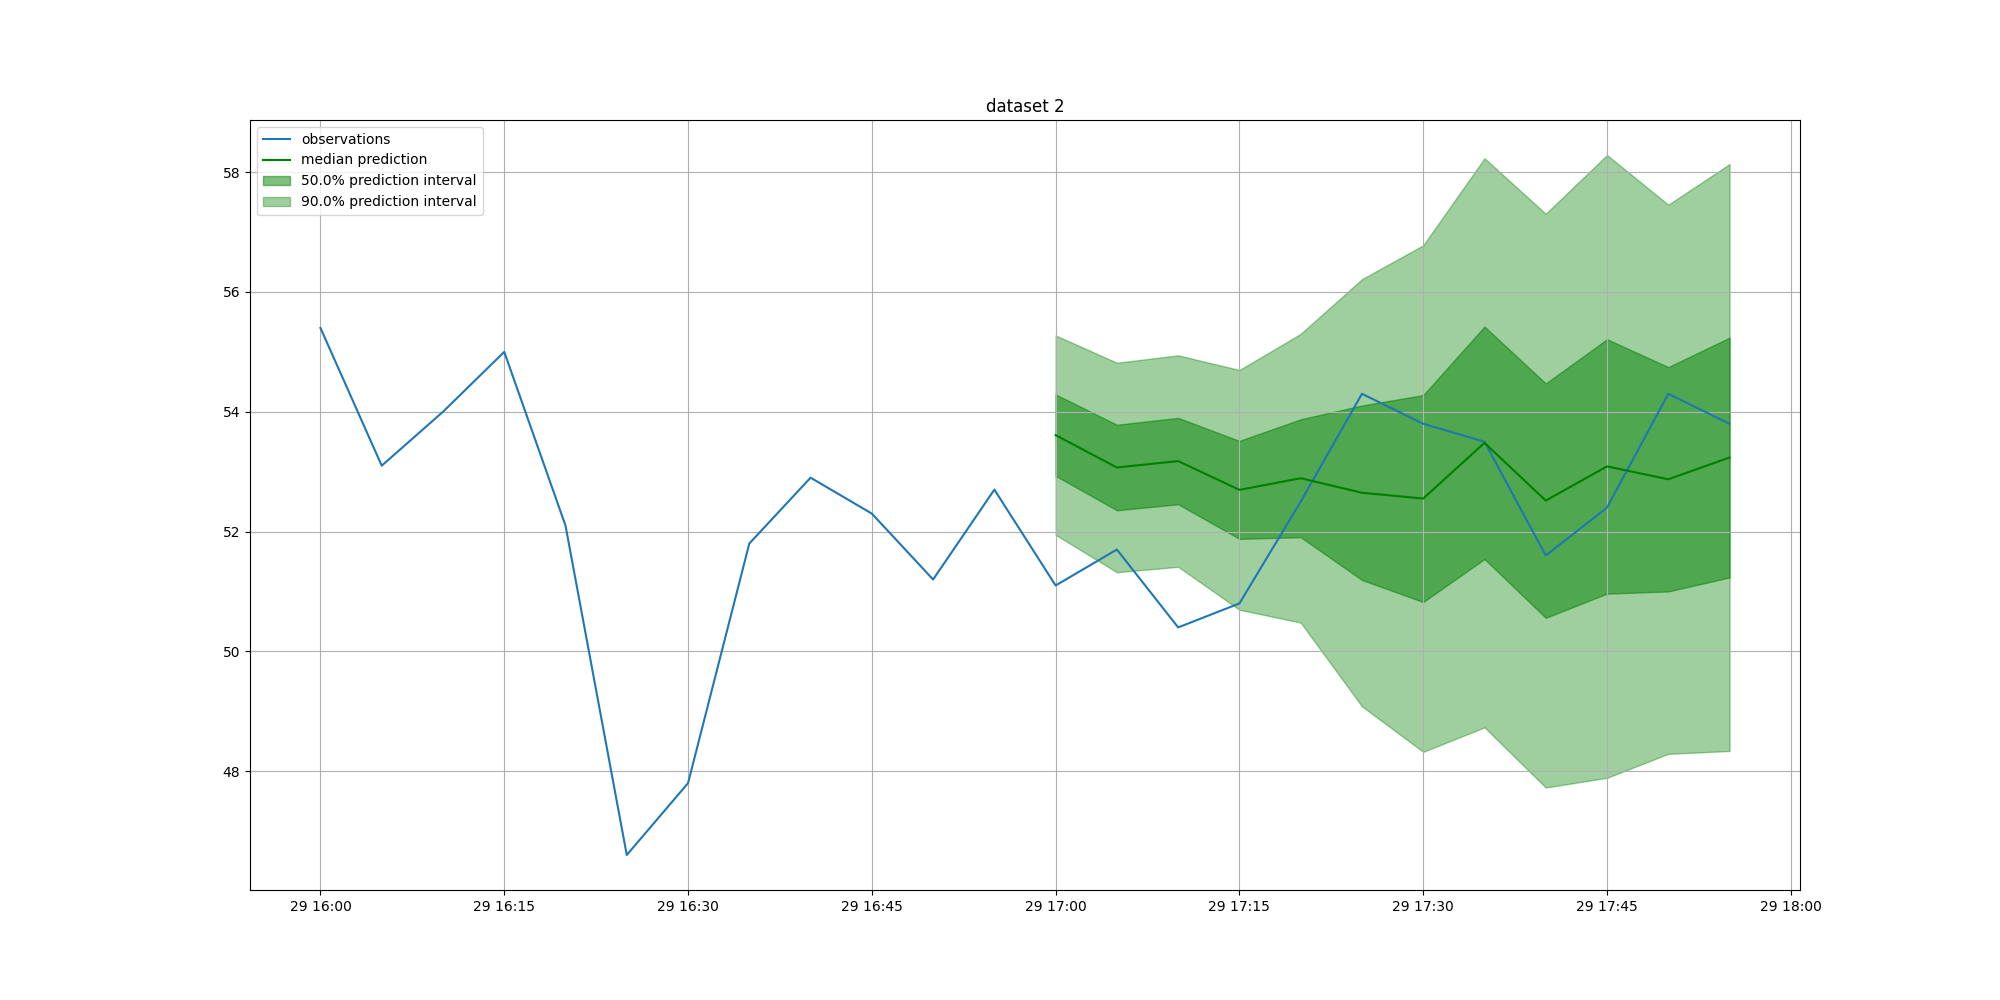 dataset 2
observations
median prediction
50.0% prediction interval
90.0% prediction interval
58
56
54
52
50
48
29 16:00 29 16:15 29 16:30 29 16:45 29 17:00 29 17:15 29 17:30 29 17:45 29 18:00